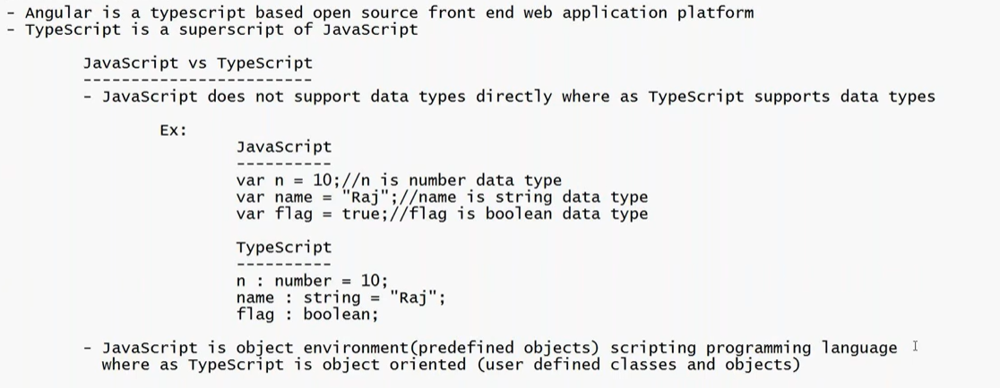 - Angular is a typescript based open source front end web application platform
- TypeScript is a superscript of JavaScript
JavaScript vs TypeScript
------------------------
- JavaScript does not support data types directly where as TypeScript supports data types
Ex:
JavaScript
----------
var n = 10;//n is number data type
var name = "Raj";//name is string data type
var flag = true;//flag is boolean data type
TypeScript
----------
n : number = 10;
name : string = "Raj";
flag : boolean;
- JavaScript is object environment(predefined objects) scripting programming language
where as TypeScript is object oriented (user defined classes and objects)